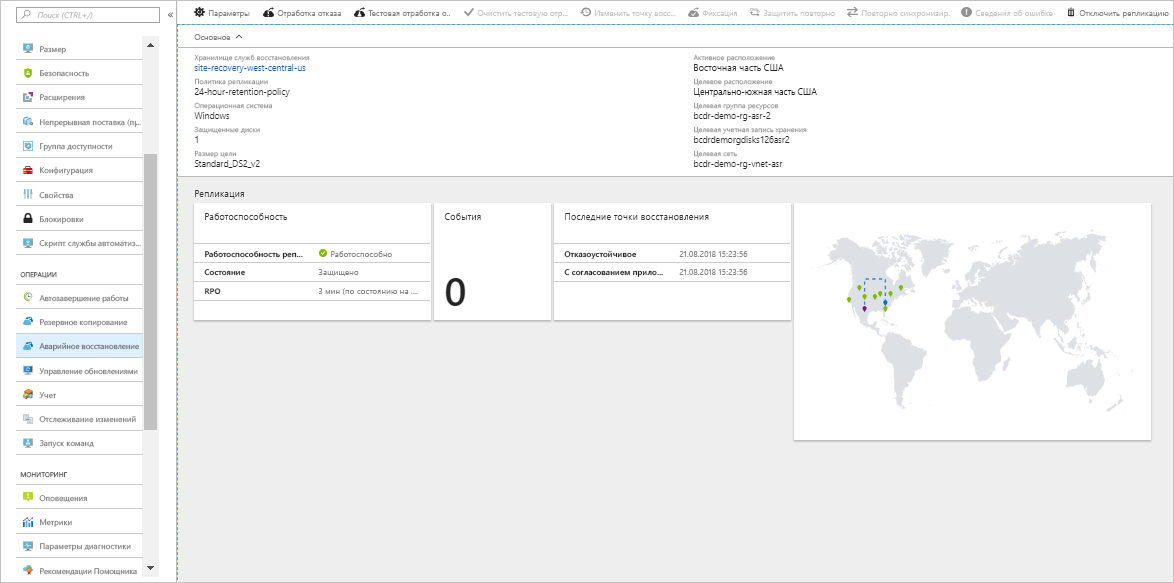 Поиск (CTRL+/)
«
Размер
Безопасность
Расширения
Непрерывная поставка (пр...
Группа доступности
Конфигурация
Свойства
Блокировки
Скрипт службы автоматиз...
ОПЕРАЦИИ
Автозавершение работы
Резервное копирование
Аварийное восстановление
Управление обновлениями
Учет
Отслеживание изменений
Запуск команд
МОНИТОРИНГ
Оповещения
Метрики
Параметры диагностики
Рекомендации Помощника
Параметры
Отработка отказа
Тестовая отработка о...
Очистить тестовую отр...
Изменить точку восс...
Фиксация
Защитить повторно
Повторно синхронизир...
Сведения об ошибке
Отключить репликацию
Основное
Хранилище служб восстановления
site-recovery-west-central-us
Политика репликации
24-hour-retention-policy
Операционная система
Windows
Защищенные диски
1
Размер цели
Standard_DS2_v2
Активное расположение
Восточная часть США
Целевое расположение
Центрально-южная часть США
Целевая группа ресурсов
bcdr-demo-rg-asr-2
Целевая учетная запись хранения
bcdrdemorgdisks126asr2
Целевая сеть
bcdr-demo-rg-vnet-asr
Репликация
Работоспособность
Работоспособность реп... Работоспособно
Состояние Защищено
RPO 3 мин (по состоянию на ....
События
0
Последние точки восстановления
Отказоустойчивое 21.08.2018 15:23:56
С согласованием прило... 21.08.2018 15:23:56